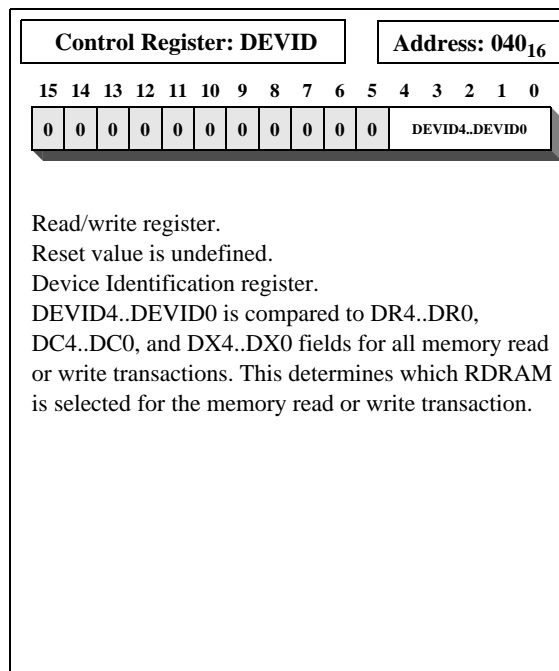 Control Register: DEVID Address: 040₁₆
15 14 13 12 11 10 9 8 7 6 5 4 3 2 1 0
0 0 0 0 0 0 0 0 0 0 0 DEVID4..DEVID0
Read/write register.
Reset value is undefined.
Device Identification register.
DEVID4..DEVID0 is compared to DR4..DR0,
DC4..DC0, and DX4..DX0 fields for all memory read
or write transactions. This determines which RDRAM
is selected for the memory read or write transaction.